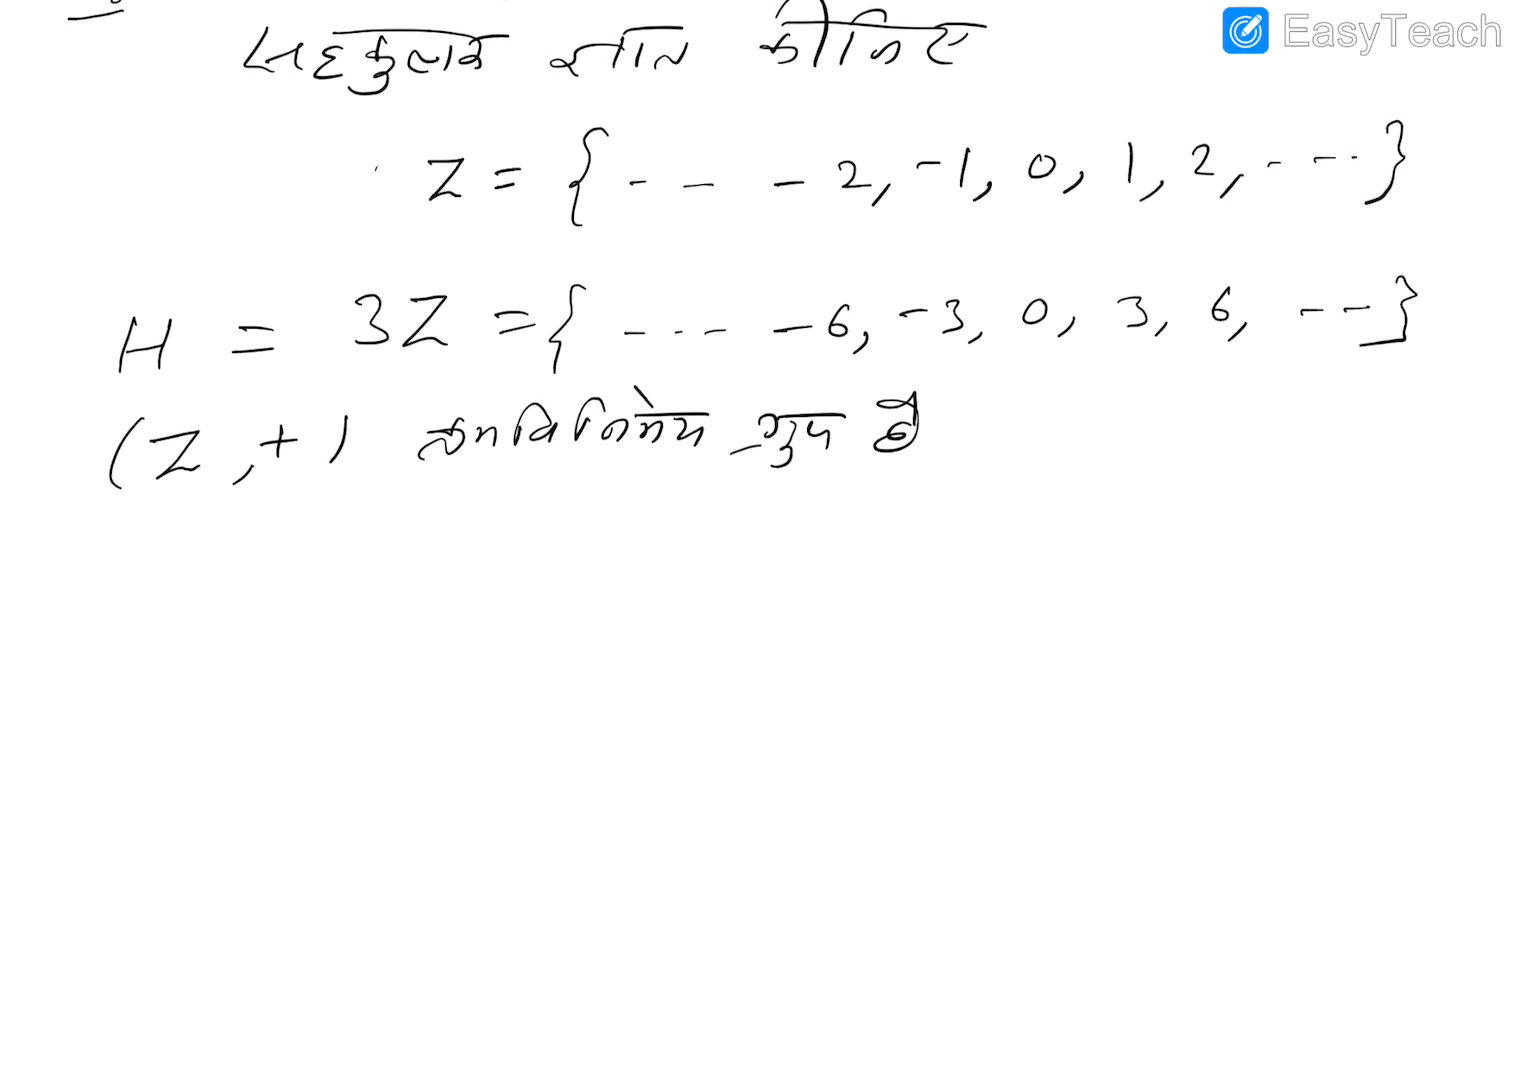 EasyTeach
सहकुलक ज्ञात कीजिए
Z = { - - - 2, -1, 0, 1, 2, - -- }
H = 3Z = { - - - - 6, -3, 0, 3, 6, - - }
(Z, +) क्रमविनिमेय ग्रुप है